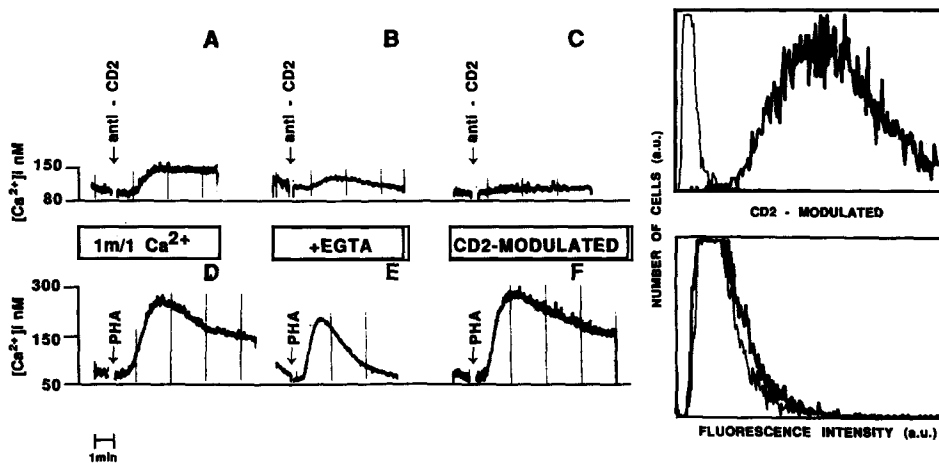 A
B
C
anti - CD2
anti - CD2
anti - CD2
[Ca2+]i nM
150
80
1m/1 Ca2+
+EGTA
CD2-MODULATED
D
E
F
[Ca2+]i nM
300
150
50
PHA
PHA
PHA
1min
NUMBER OF CELLS (a.u.)
CD2 - MODULATED
FLUORESCENCE INTENSITY (a.u.)